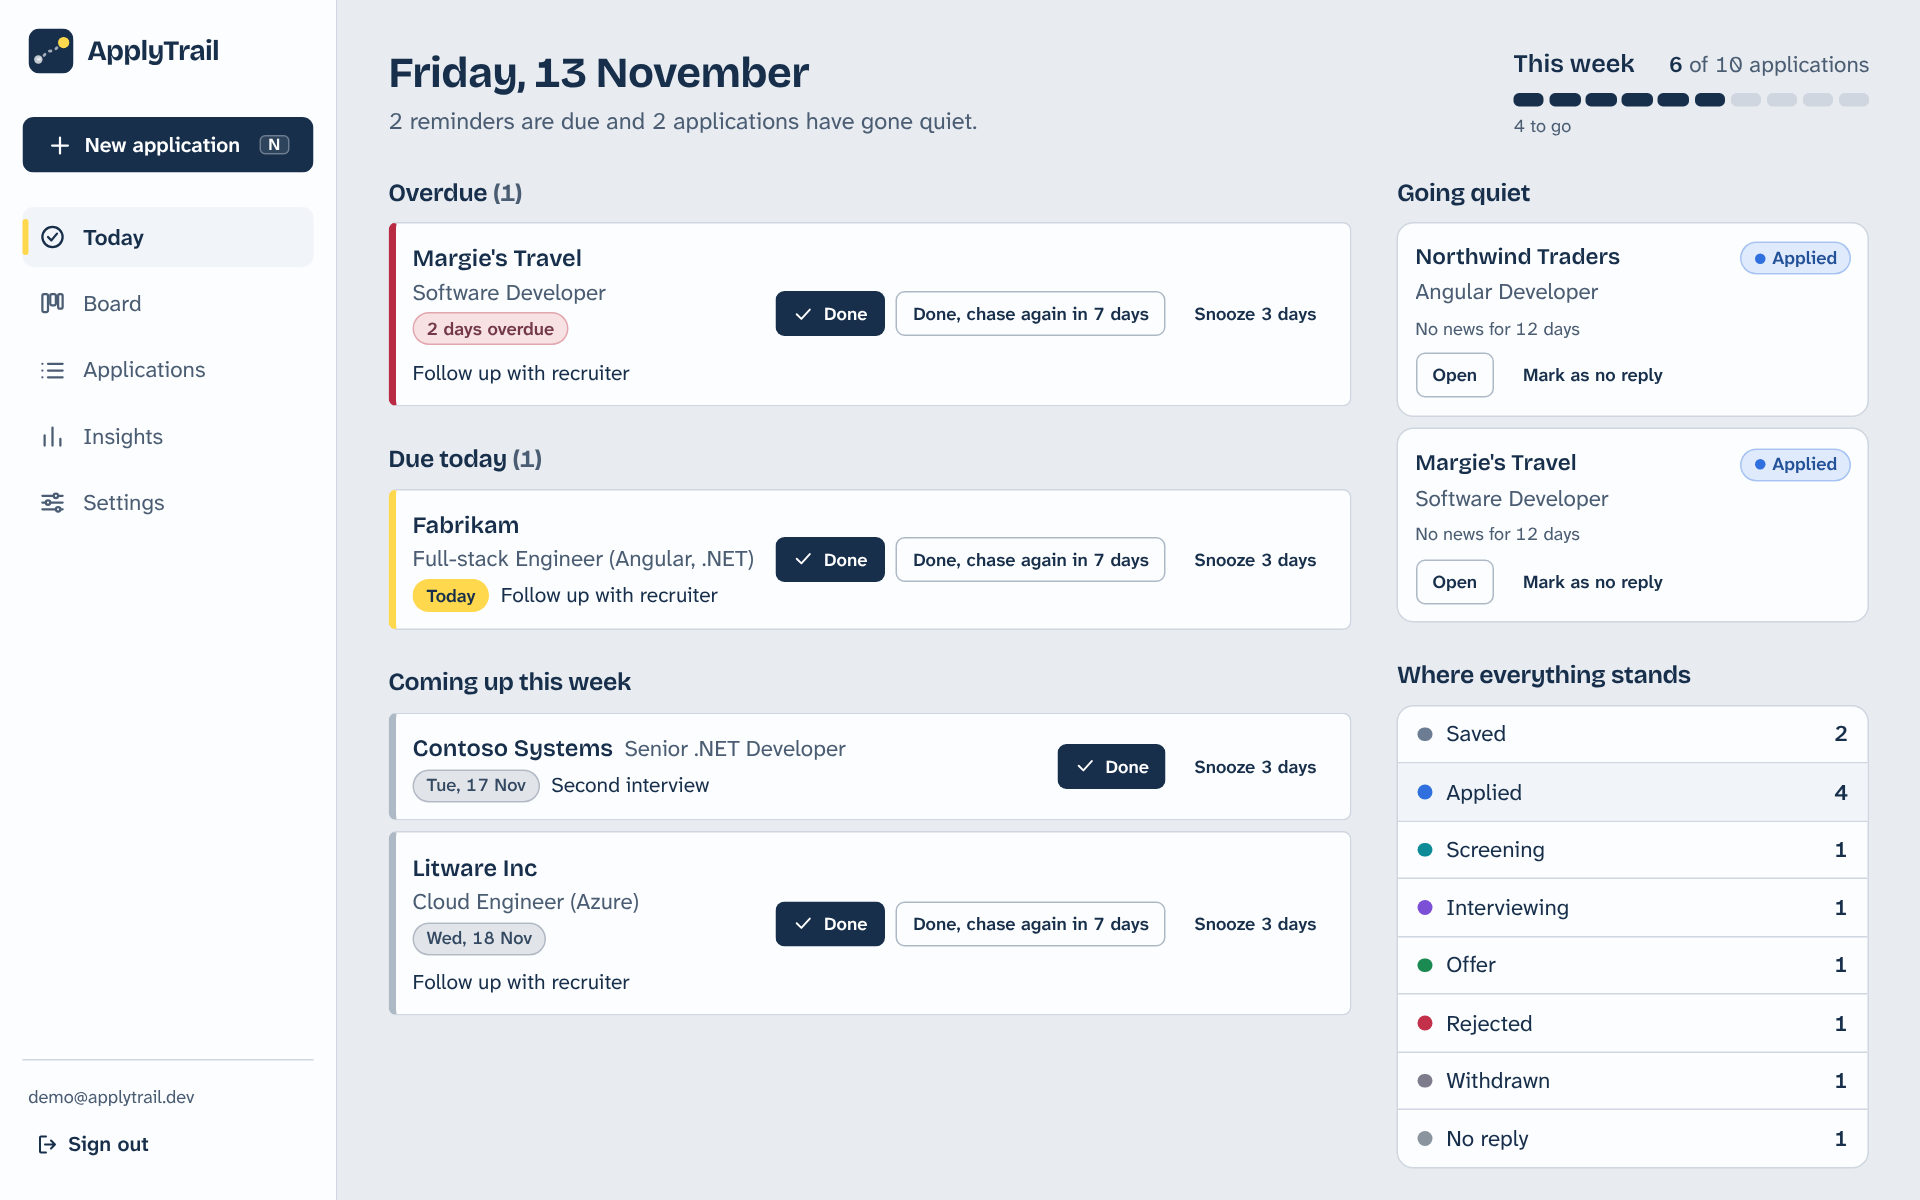 ApplyTrail
New application N
Today
Board
Applications
Insights
Settings
demo@applytrail.dev
Sign out
Friday, 13 November
2 reminders are due and 2 applications have gone quiet.
This week 6 of 10 applications
4 to go
Overdue (1)
Margie's Travel
Software Developer
2 days overdue
Follow up with recruiter
Done Done, chase again in 7 days Snooze 3 days
Due today (1)
Fabrikam
Full-stack Engineer (Angular, .NET)
Today Follow up with recruiter
Done Done, chase again in 7 days Snooze 3 days
Coming up this week
Contoso Systems Senior .NET Developer
Tue, 17 Nov Second interview
Done Snooze 3 days
Litware Inc
Cloud Engineer (Azure)
Wed, 18 Nov
Follow up with recruiter
Done Done, chase again in 7 days Snooze 3 days
Going quiet
Northwind Traders Applied
Angular Developer
No news for 12 days
Open Mark as no reply
Margie's Travel Applied
Software Developer
No news for 12 days
Open Mark as no reply
Where everything stands
Saved 2
Applied 4
Screening 1
Interviewing 1
Offer 1
Rejected 1
Withdrawn 1
No reply 1